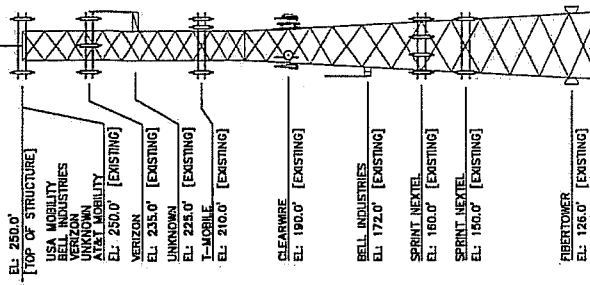 EL: 250.0'
[TOP OF STRUCTURE]
USA MOBILITY
BELL INDUSTRIES
VERIZON
UNKNOWN
AT&T MOBILITY
EL: 250.0' [EXISTING]
VERIZON
EL: 235.0' [EXISTING]
UNKNOWN
EL: 225.0' [EXISTING]
T-MOBILE
EL: 210.0' [EXISTING]
CLEARWIRE
EL: 190.0' [EXISTING]
BELL INDUSTRIES
EL: 172.0' [EXISTING]
SPRINT NEXTEL
EL: 160.0' [EXISTING]
SPRINT NEXTEL
EL: 150.0' [EXISTING]
FIBERTOWER
EL: 126.0' [EXISTING]